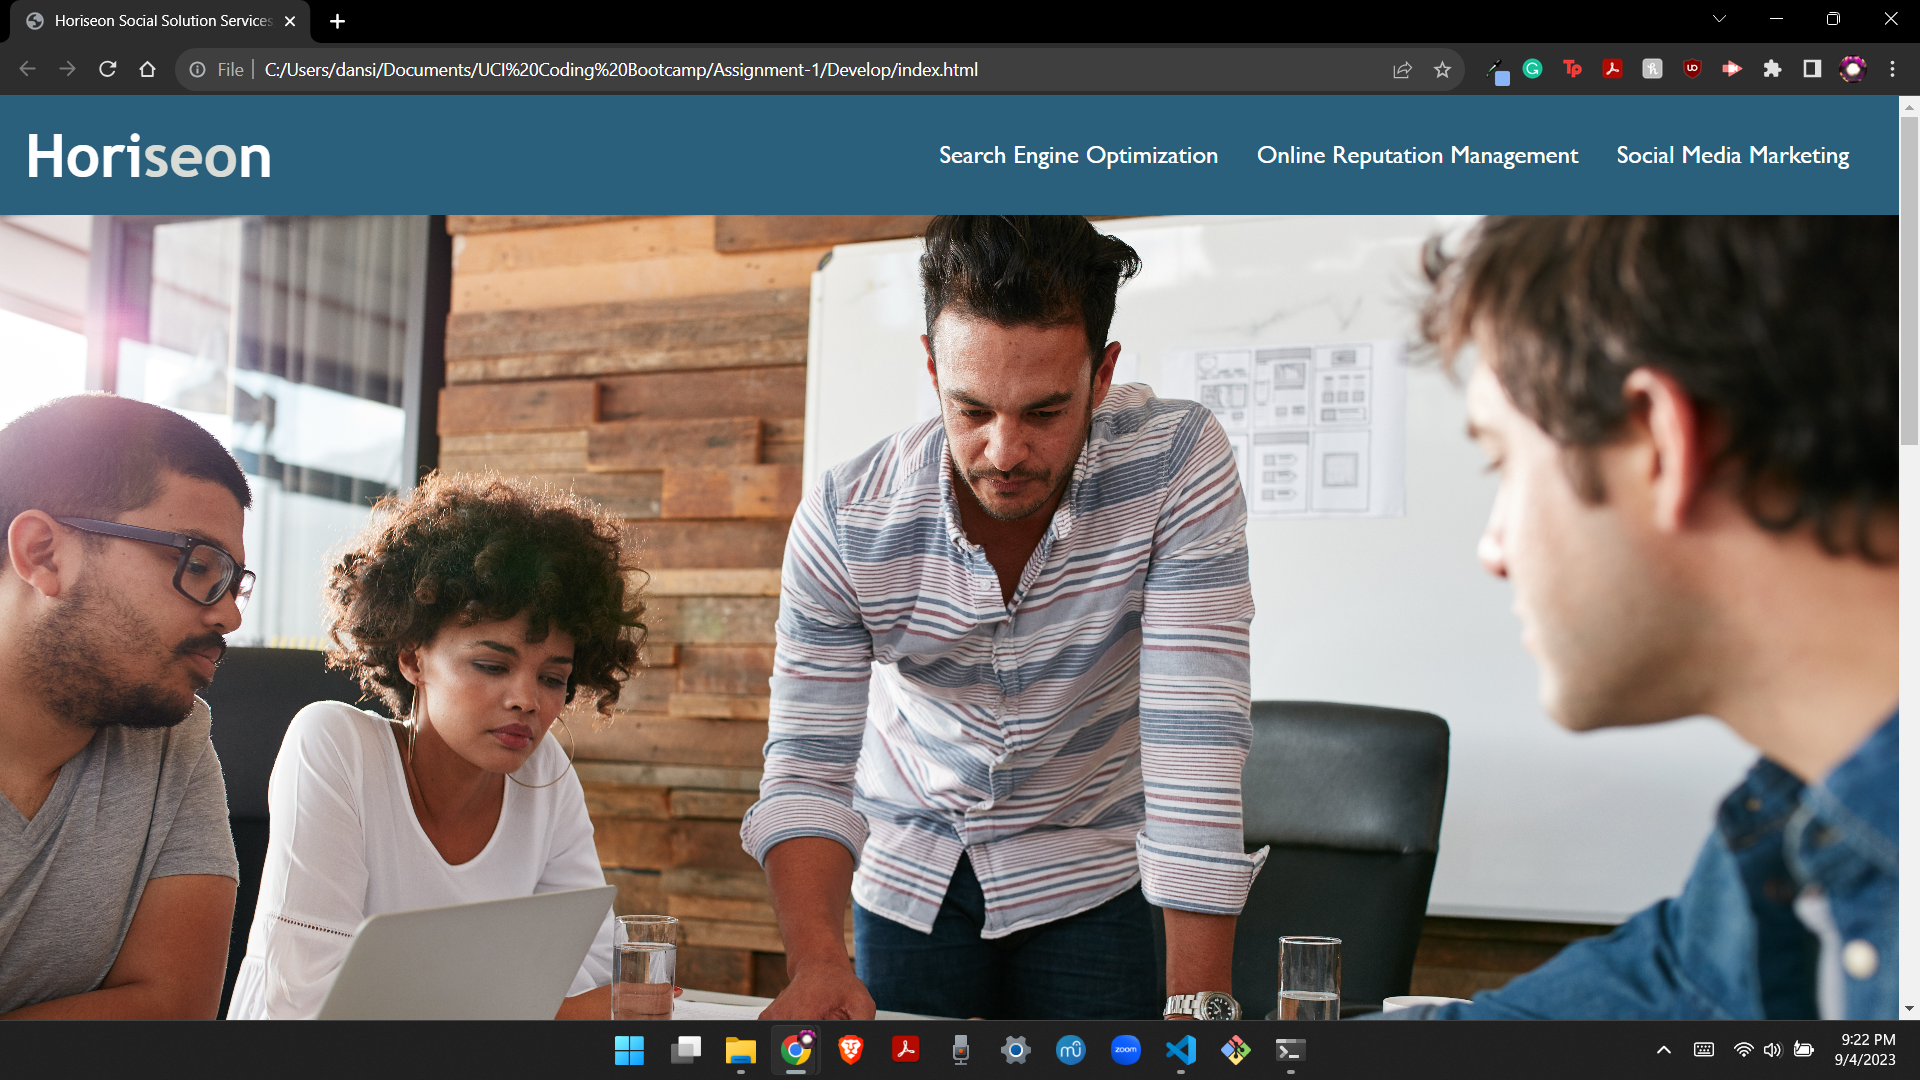 Horiseon Social Solution Services
File
C:/Users/dansi/Documents/UCI%20Coding%20Bootcamp/Assignment-1/Develop/index.html
Horiseon
Search Engine Optimization
Online Reputation Management
Social Media Marketing
zoom
9:22 PM
9/4/2023